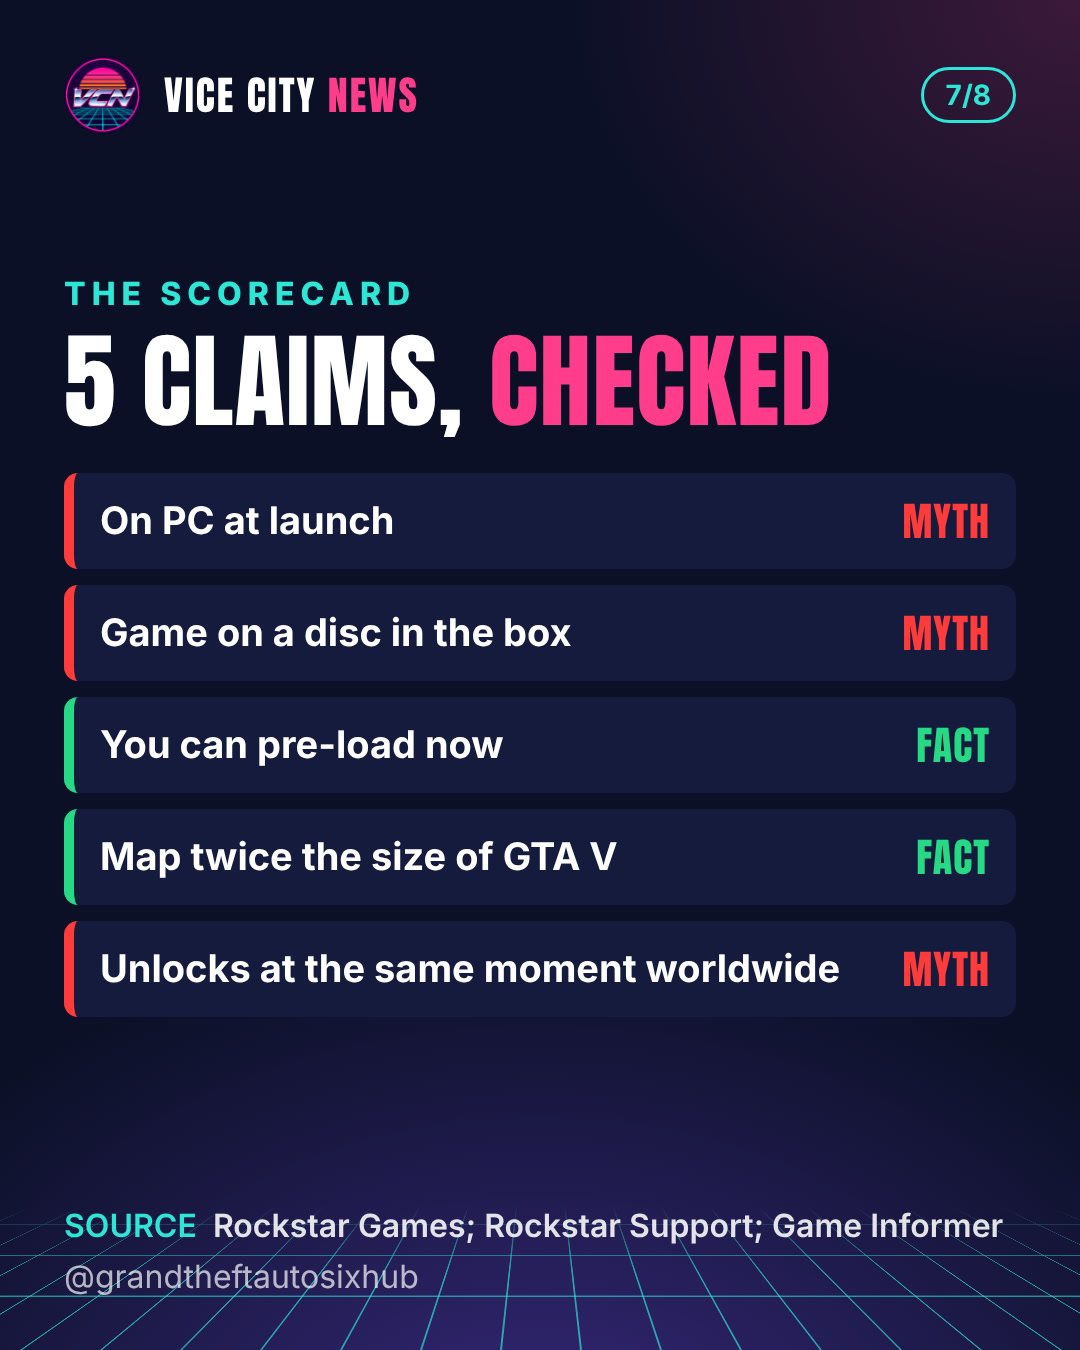 VCN
VICE CITY NEWS
7/8
THE SCORECARD
5 CLAIMS, CHECKED
On PC at launch
MYTH
Game on a disc in the box
MYTH
You can pre-load now
FACT
Map twice the size of GTA V
FACT
Unlocks at the same moment worldwide
MYTH
SOURCE Rockstar Games; Rockstar Support; Game Informer
@grandtheftautosixhub